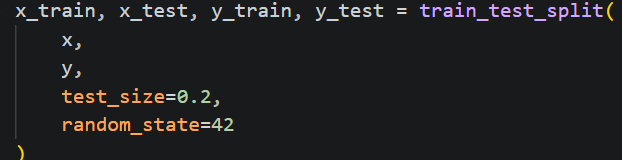 x_train, x_test, y_train, y_test = train_test_split(
    x,
    y,
    test_size=0.2,
    random_state=42
)